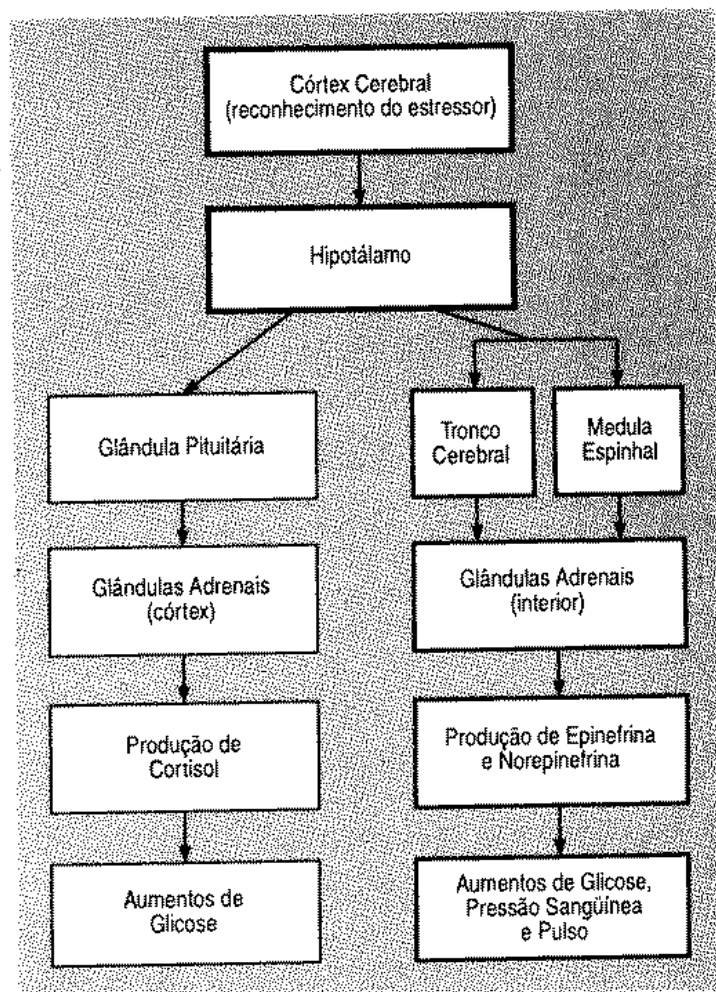 Córtex Cerebral
(reconhecimento do estressor)
Hipotálamo
Glândula Pituitária
Tronco
Cerebral
Medula
Espinhal
Glândulas Adrenais
(córtex)
Glândulas Adrenais
(interior)
Produção de
Cortisol
Produção de Epinefrina
e Norepinefrina
Aumentos de
Glicose
Aumentos de Glicose,
Pressão Sangüínea
e Pulso